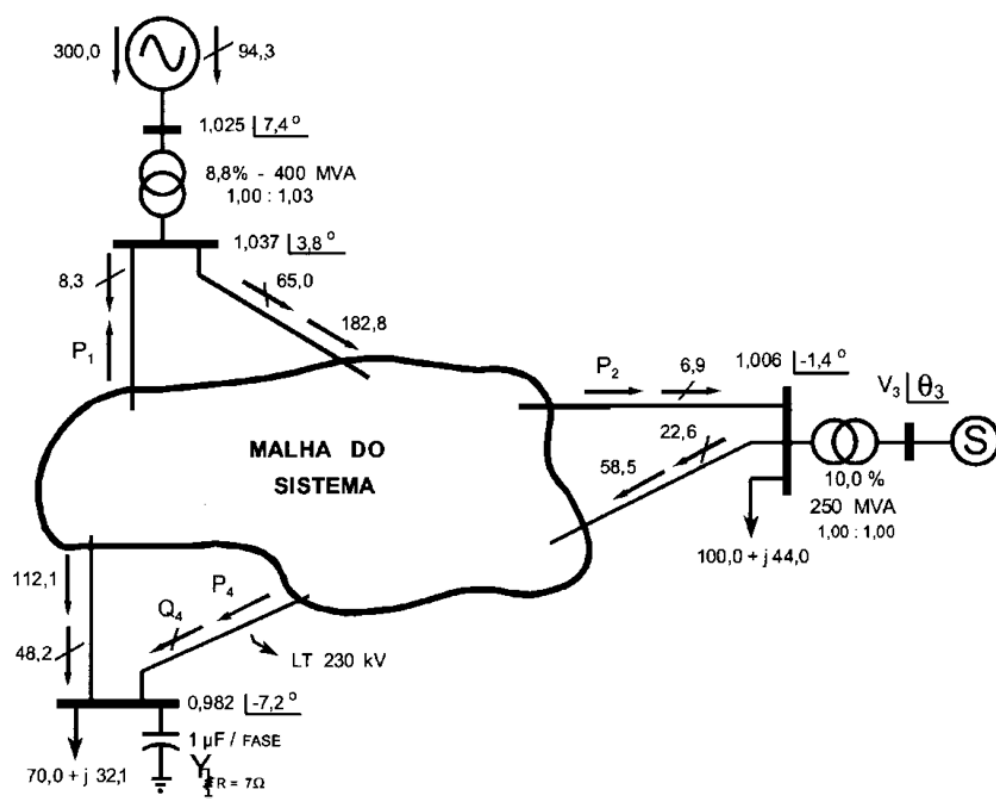 300,0
94,3
1,025 7,4 º
8,8% - 400 MVA
1,00 : 1,03
1,037 3,8 º
8,3
65,0
182,8
P1
P2
6,9
1,006 -1,4 º
V3 θ3
MALHA DO
SISTEMA
22,6
58,5
S
10,0 %
250 MVA
1,00 : 1,00
100,0 + j 44,0
112,1
P4
Q4
48,2
LT 230 kV
0,982 -7,2 º
1 µF / FASE
70,0 + j 32,1
R = 7Ω